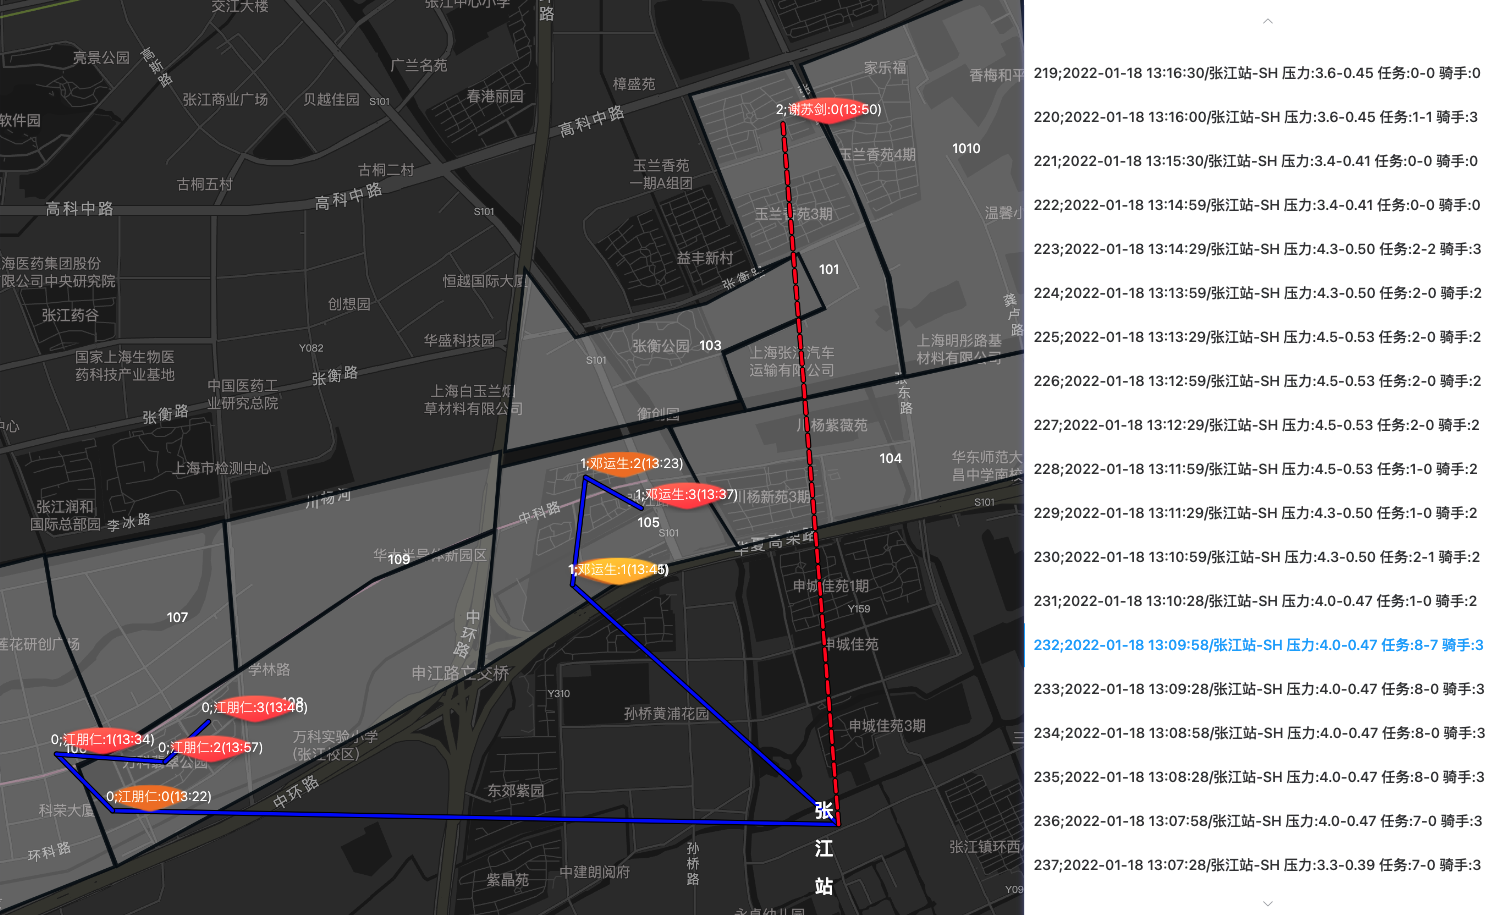 交江大楼
张江中心小学
路
亮景公园
高斯路
广兰名苑
家乐福
香梅和平
张江商业广场
贝越佳园
S101
春港丽园
樟盛苑
2;谢苏剑:0(13:50)
软件园
高科中路
玉兰香苑4期
1010
古桐二村
玉兰香苑
一期A组团
古桐五村
高科中路
高科中路
S101
玉兰香苑3期
温馨小
海医药集团股份
限公司中央研究院
益丰新村
101
恒越国际大厦
张衡路
创想园
龚卢路
张江药谷
华盛科技园
张衡公园
103
Y082
S101
上海张江汽车
运输有限公司
上海明彤路基
材料有限公司
国家上海生物医
药科技产业基地
张衡路
中国医药工
业研究总院
上海白玉兰烟
草材料有限公司
张东路
张衡路
衡创园
川杨紫薇苑
中心
104
上海市检测中心
1;邓运生:2(13:23)
华东师范大
昌中学南校
1;邓运生:3(13:37)
川杨新苑3期
川杨河
S101
张江润和
国际总部园
李冰路
中科路
105
S101
华夏高架路
109
华大半导体新园区
1;邓运生:1(13:45)
申城佳苑1期
Y159
107
中环路
莲花研创广场
申城佳苑
学林路
申江路立交桥
Y310
0;江朋仁:3(13:46)
孙桥黄浦花园
申城佳苑3期
0;江朋仁:1(13:34)
0;江朋仁:2(13:57)
万科翡翠公园
万科实验小学
(张江校区)
0;江朋仁:0(13:22)
科荣大厦
中环路
东郊紫园
张江站
环科路
孙桥路
张江镇环西
中建朗阅府
紫晶苑
Y09
219;2022-01-18 13:16:30/张江站-SH 压力:3.6-0.45 任务:0-0 骑手:0
220;2022-01-18 13:16:00/张江站-SH 压力:3.6-0.45 任务:1-1 骑手:3
221;2022-01-18 13:15:30/张江站-SH 压力:3.4-0.41 任务:0-0 骑手:0
222;2022-01-18 13:14:59/张江站-SH 压力:3.4-0.41 任务:0-0 骑手:0
223;2022-01-18 13:14:29/张江站-SH 压力:4.3-0.50 任务:2-2 骑手:3
224;2022-01-18 13:13:59/张江站-SH 压力:4.3-0.50 任务:2-0 骑手:2
225;2022-01-18 13:13:29/张江站-SH 压力:4.5-0.53 任务:2-0 骑手:2
226;2022-01-18 13:12:59/张江站-SH 压力:4.5-0.53 任务:2-0 骑手:2
227;2022-01-18 13:12:29/张江站-SH 压力:4.5-0.53 任务:2-0 骑手:2
228;2022-01-18 13:11:59/张江站-SH 压力:4.5-0.53 任务:1-0 骑手:2
229;2022-01-18 13:11:29/张江站-SH 压力:4.3-0.50 任务:1-0 骑手:2
230;2022-01-18 13:10:59/张江站-SH 压力:4.3-0.50 任务:2-1 骑手:2
231;2022-01-18 13:10:28/张江站-SH 压力:4.0-0.47 任务:1-0 骑手:2
232;2022-01-18 13:09:58/张江站-SH 压力:4.0-0.47 任务:8-7 骑手:3
233;2022-01-18 13:09:28/张江站-SH 压力:4.0-0.47 任务:8-0 骑手:3
234;2022-01-18 13:08:58/张江站-SH 压力:4.0-0.47 任务:8-0 骑手:3
235;2022-01-18 13:08:28/张江站-SH 压力:4.0-0.47 任务:8-0 骑手:3
236;2022-01-18 13:07:58/张江站-SH 压力:4.0-0.47 任务:7-0 骑手:3
237;2022-01-18 13:07:28/张江站-SH 压力:3.3-0.39 任务:7-0 骑手:3